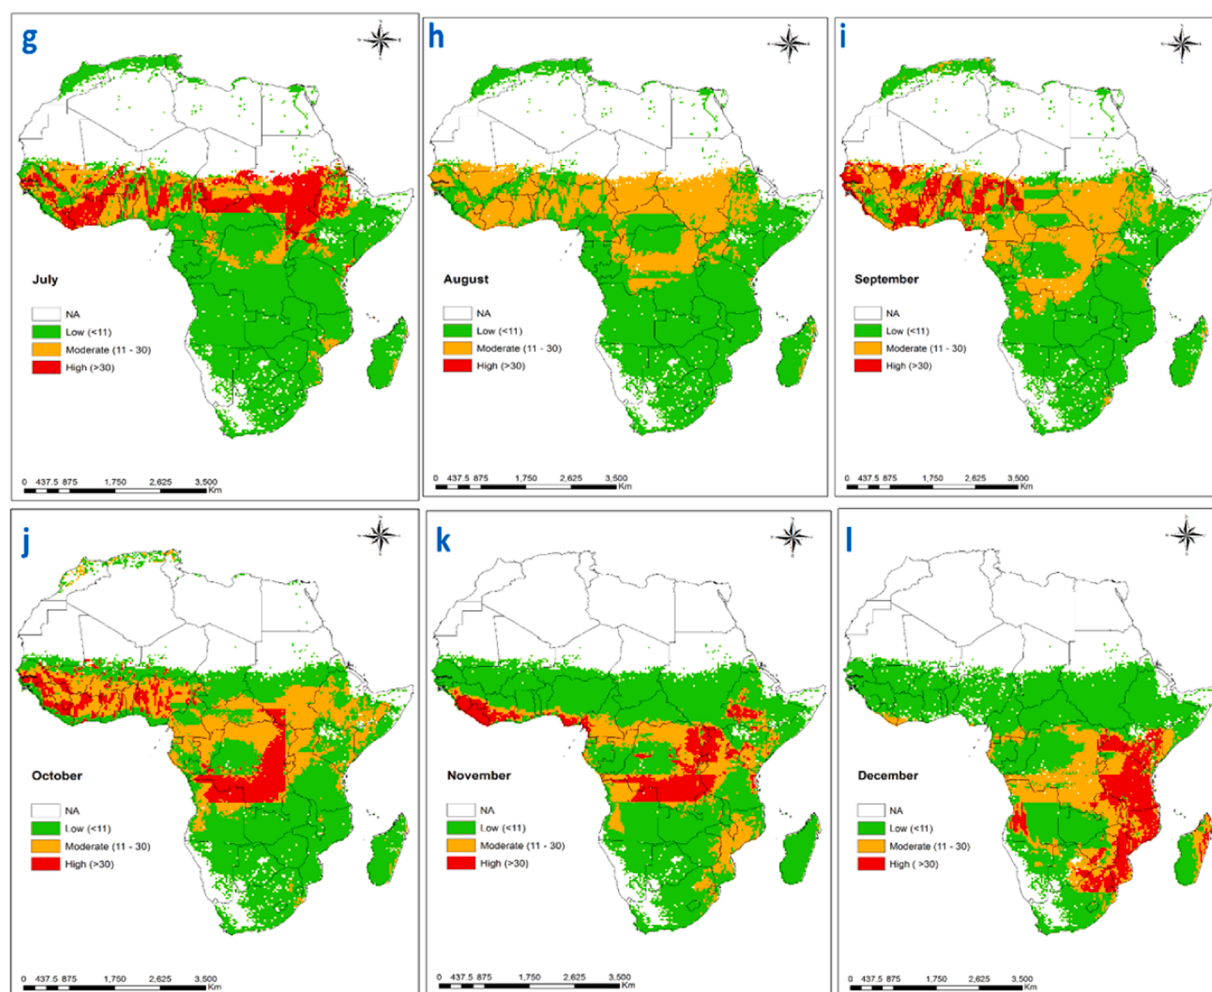 g
July
NA
Low (<11)
Moderate (11 - 30)
High (>30)
0 437.5 875 1,750 2,625 3,500
Km
h
August
NA
Low (<11)
Moderate (11 - 30)
High (>30)
0 437.5 875 1,750 2,625 3,500
Km
i
September
NA
Low (<11)
Moderate (11 - 30)
High (>30)
0 437.5 875 1,750 2,625 3,500
Km
j
October
NA
Low (<11)
Moderate (11 - 30)
High (>30)
0 437.5 875 1,750 2,625 3,500
Km
k
November
NA
Low (<11)
Moderate (11 - 30)
High (>30)
0 437.5 875 1,750 2,625 3,500
Km
l
December
NA
Low (<11)
Moderate (11 - 30)
High ( >30)
0 437.5 875 1,750 2,625 3,500
Km